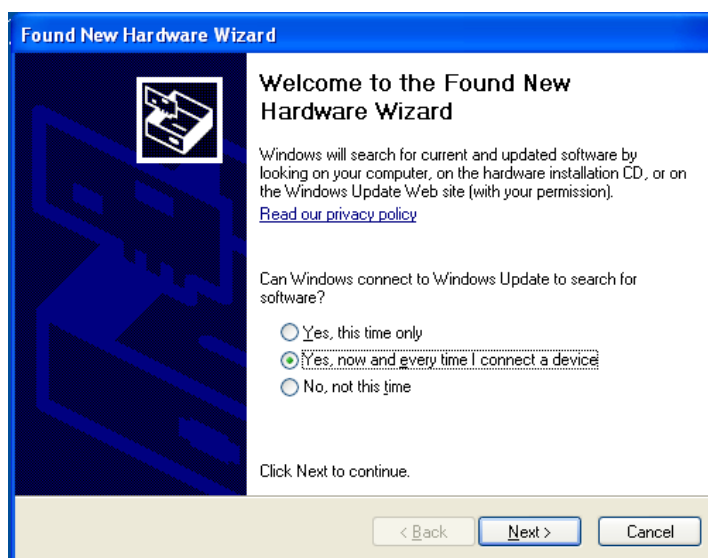 Found New Hardware Wizard
Welcome to the Found New
Hardware Wizard
Windows will search for current and updated software by
looking on your computer, on the hardware installation CD, or on
the Windows Update Web site (with your permission).
Read our privacy policy
Can Windows connect to Windows Update to search for
software?
Yes, this time only
Yes, now and every time I connect a device
No, not this time
Click Next to continue.
< Back
Next >
Cancel